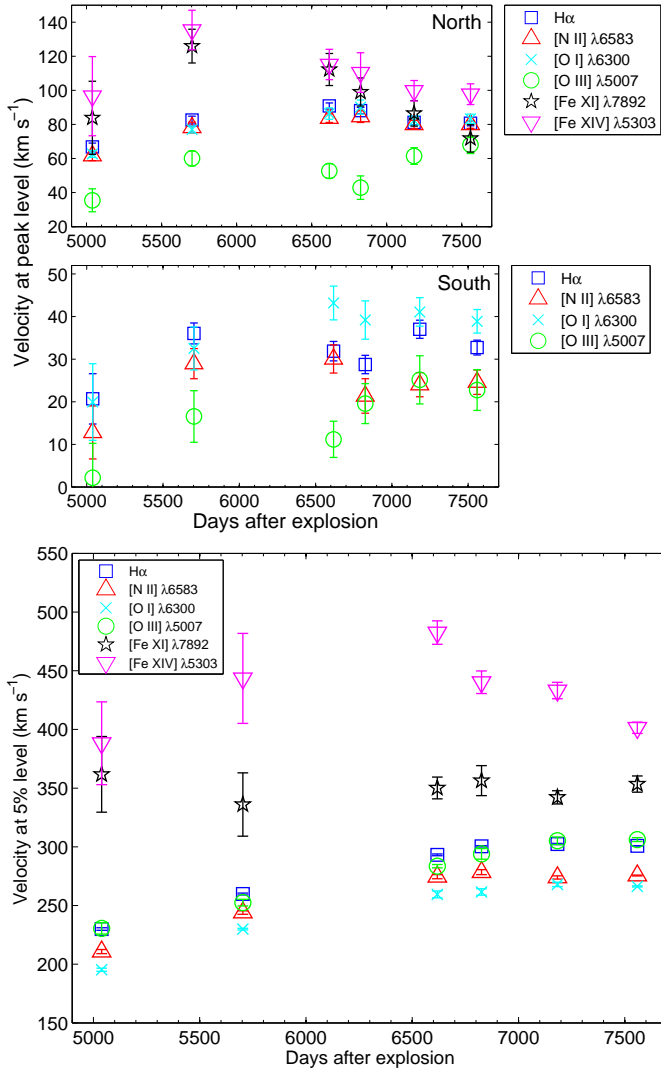 North
140
120
100
80
60
40
20
5000 5500 6000 6500 7000 7500
Hα
[N II] λ6583
[O I] λ6300
[O III] λ5007
[Fe XI] λ7892
[Fe XIV] λ5303
Velocity at peak level (km s⁻¹)
South
50
40
30
20
10
0
5000 5500 6000 6500 7000 7500
Days after explosion
Hα
[N II] λ6583
[O I] λ6300
[O III] λ5007
550
500
450
400
350
300
250
200
150
5000 5500 6000 6500 7000 7500
Days after explosion
Velocity at 5% level (km s⁻¹)
Hα
[N II] λ6583
[O I] λ6300
[O III] λ5007
[Fe XI] λ7892
[Fe XIV] λ5303